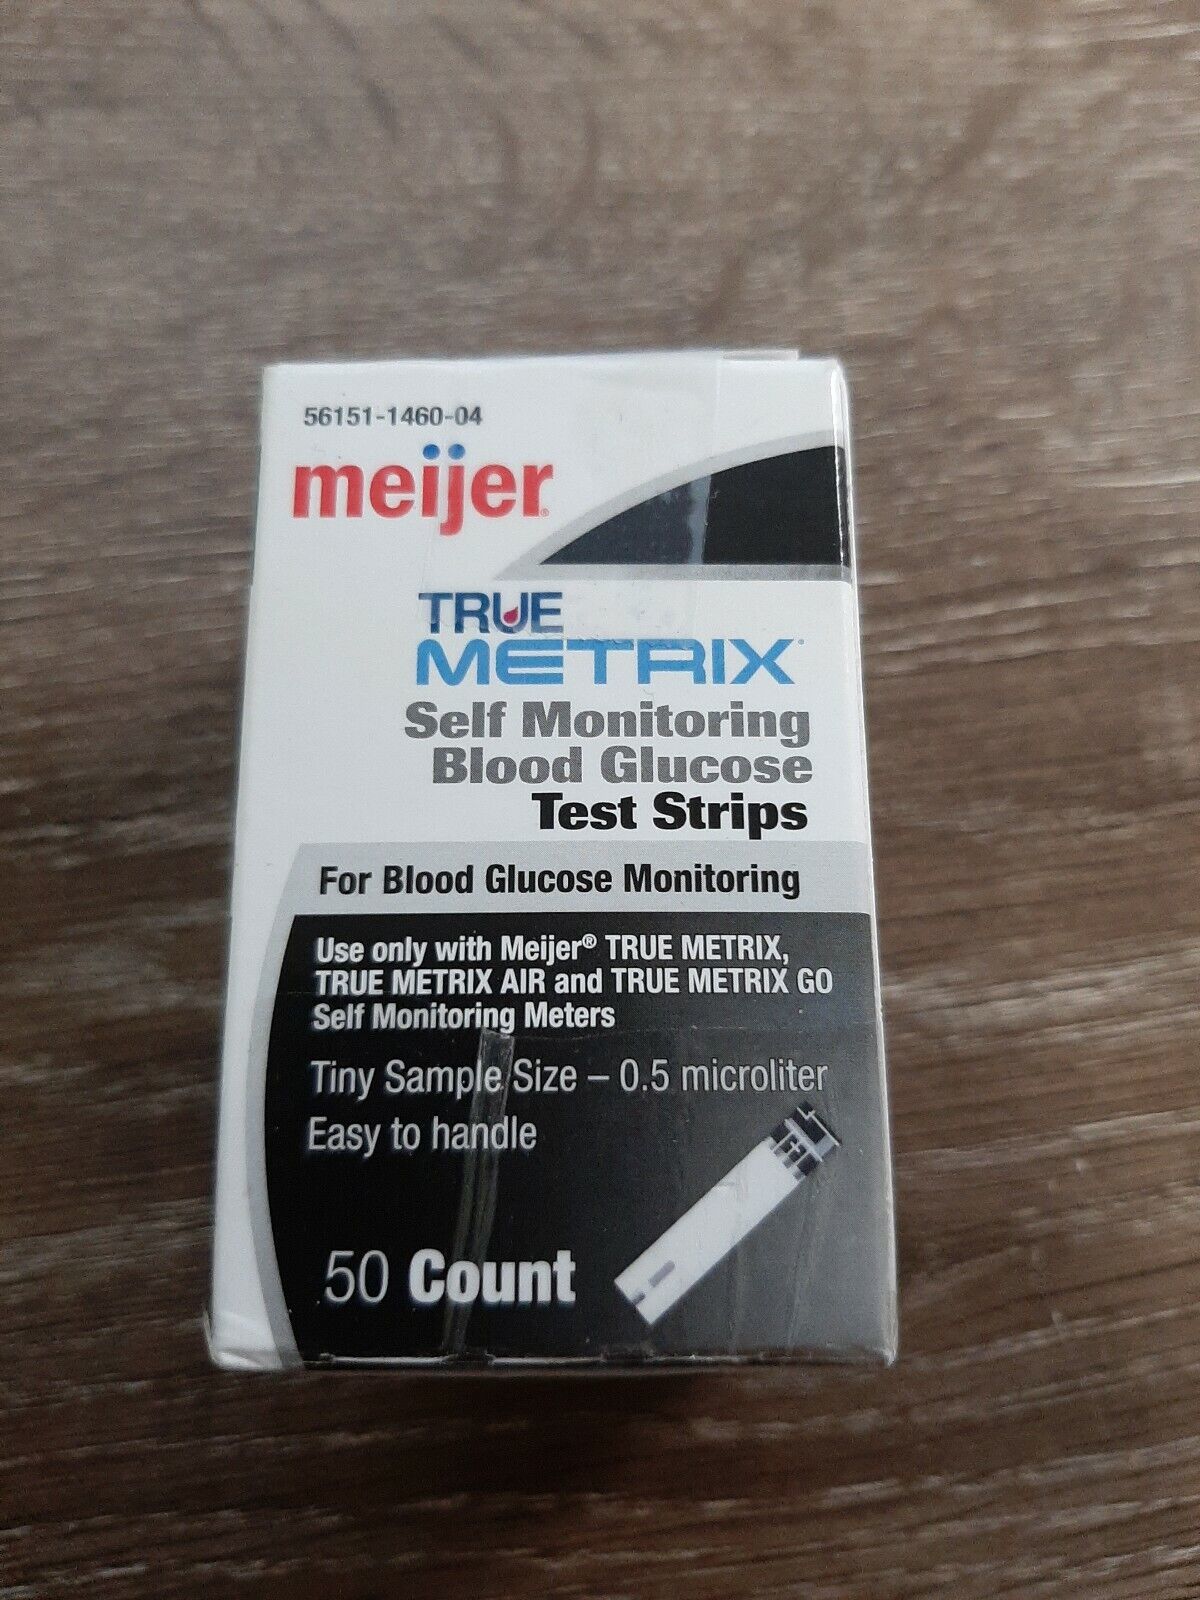 56151-1460-04
meijer®
TRUE
METRIX®
Self Monitoring
Blood Glucose
Test Strips
For Blood Glucose Monitoring
Use only with Meijer® TRUE METRIX,
TRUE METRIX AIR and TRUE METRIX GO
Self Monitoring Meters
Tiny Sample Size – 0.5 microliter
Easy to handle
50 Count